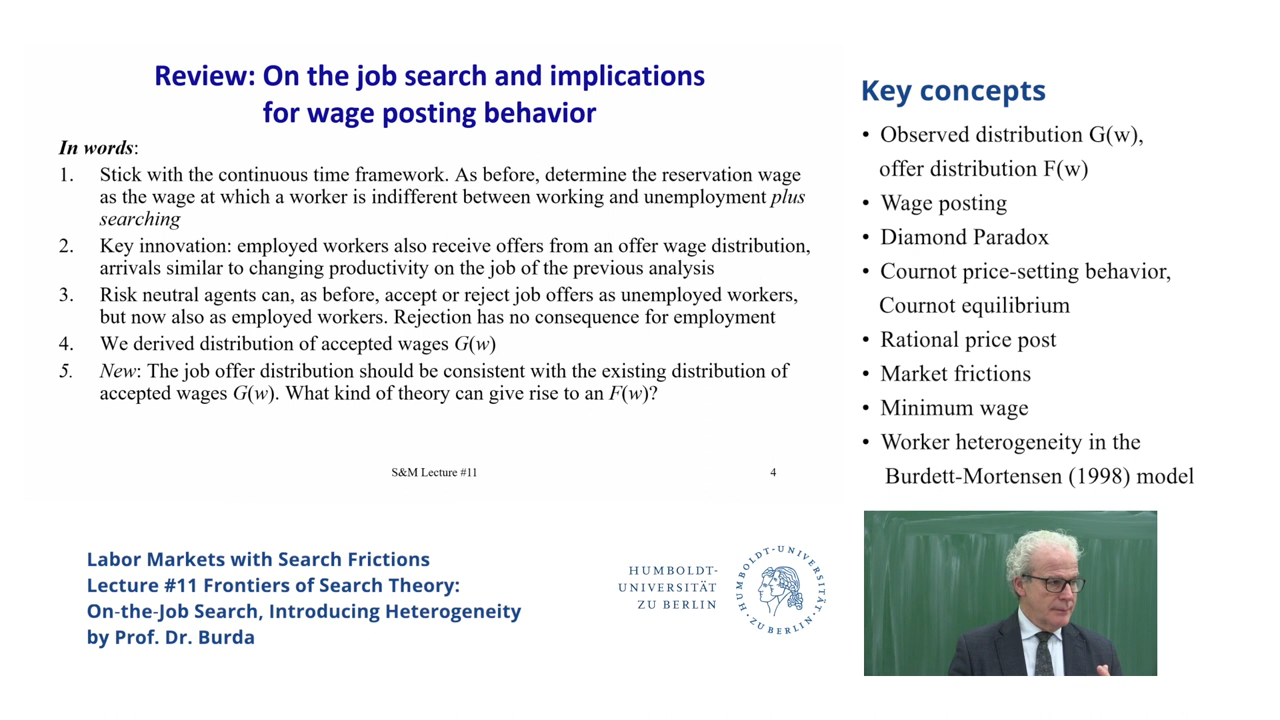 Review: On the job search and implications
for wage posting behavior
In words:
1. Stick with the continuous time framework. As before, determine the reservation wage
as the wage at which a worker is indifferent between working and unemployment plus
searching
2. Key innovation: employed workers also receive offers from an offer wage distribution,
arrivals similar to changing productivity on the job of the previous analysis
3. Risk neutral agents can, as before, accept or reject job offers as unemployed workers,
but now also as employed workers. Rejection has no consequence for employment
4. We derived distribution of accepted wages G(w)
5. New: The job offer distribution should be consistent with the existing distribution of
accepted wages G(w). What kind of theory can give rise to an F(w)?
S&M Lecture #11
4
Key concepts
• Observed distribution G(w),
offer distribution F(w)
• Wage posting
• Diamond Paradox
• Cournot price-setting behavior,
Cournot equilibrium
• Rational price post
• Market frictions
• Minimum wage
• Worker heterogeneity in the
Burdett-Mortensen (1998) model
Labor Markets with Search Frictions
Lecture #11 Frontiers of Search Theory:
On-the-Job Search, Introducing Heterogeneity
by Prof. Dr. Burda
HUMBOLDT-
UNIVERSITÄT
ZU BERLIN
HUMBOLDT-UNIVERSITÄT
ZU BERLIN